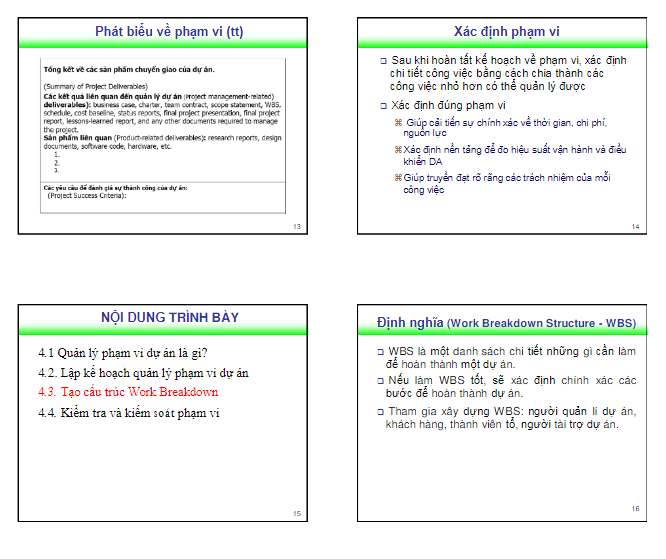 Phát biểu về phạm vi (tt)
Tổng kết về các sản phẩm chuyển giao của dự án.
(Summary of Project Deliverables)
Các kết quả liên quan đến quản lý dự án (Project management-related)
deliverables): business case, charter, team contract, scope statement, WBS,
schedule, cost baseline, status reports, final project presentation, final project
report, lessons-learned report, and any other documents required to manage
the project.
Sản phẩm liên quan (Product-related deliverables): research reports, design
documents, software code, hardware, etc.
1.
2.
3.
Các yêu cầu để đánh giá sự thành công của dự án:
(Project Success Criteria):
13
Xác định phạm vi
Sau khi hoàn tất kế hoạch về phạm vi, xác định
chi tiết công việc bằng cách chia thành các
công việc nhỏ hơn có thể quản lý được
Xác định đúng phạm vi
Giúp cải tiến sự chính xác về thời gian, chi phí,
nguồn lực
Xác định nền tảng để đo hiệu suất vận hành và điều
khiển DA
Giúp truyền đạt rõ ràng các trách nhiệm của mỗi
công việc
14
NỘI DUNG TRÌNH BÀY
4.1 Quản lý phạm vi dự án là gì?
4.2. Lập kế hoạch quản lý phạm vi dự án
4.3. Tạo cấu trúc Work Breakdown
4.4. Kiểm tra và kiểm soát phạm vi
15
Định nghĩa (Work Breakdown Structure - WBS)
WBS là một danh sách chi tiết những gì cần làm
để hoàn thành một dự án.
Nếu làm WBS tốt, sẽ xác định chính xác các
bước để hoàn thành dự án.
Tham gia xây dựng WBS: người quản lí dự án,
khách hàng, thành viên tổ, người tài trợ dự án.
16